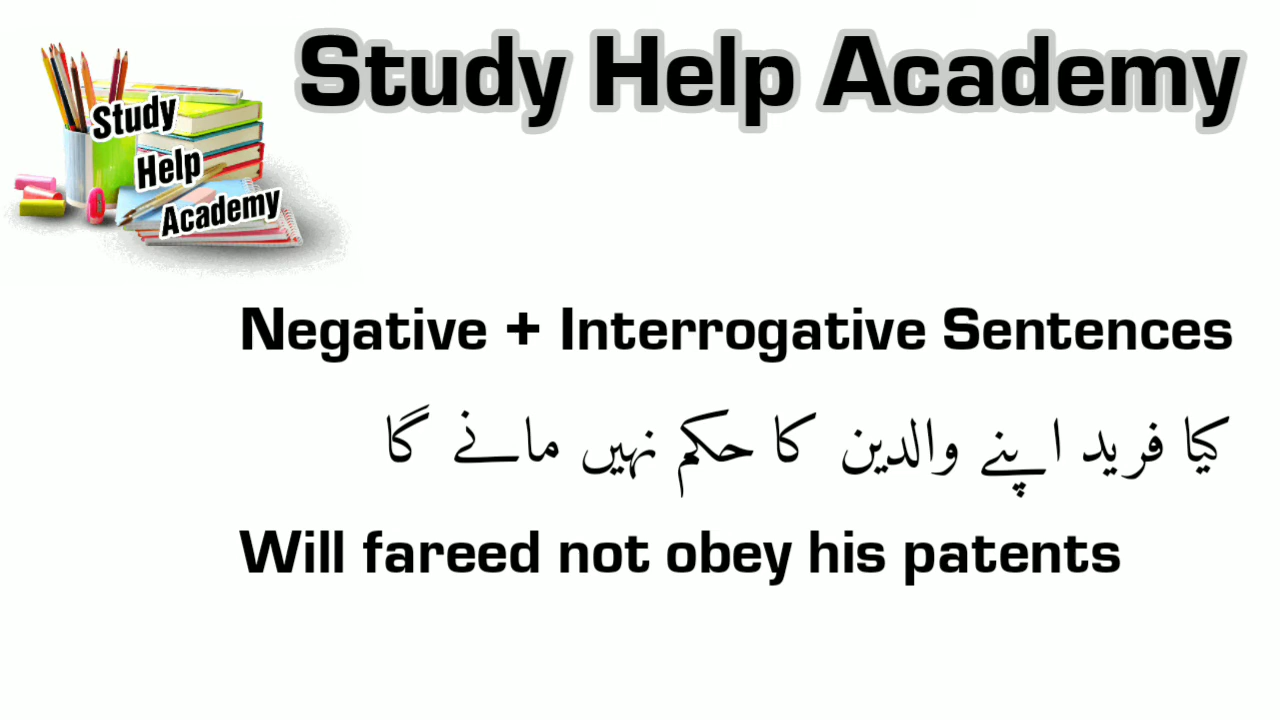 Study Help Academy
Study
Help
Academy
Negative + Interrogative Sentences
کیا فرید اپنے والدین کا حکم نہیں مانے گا
Will fareed not obey his patents